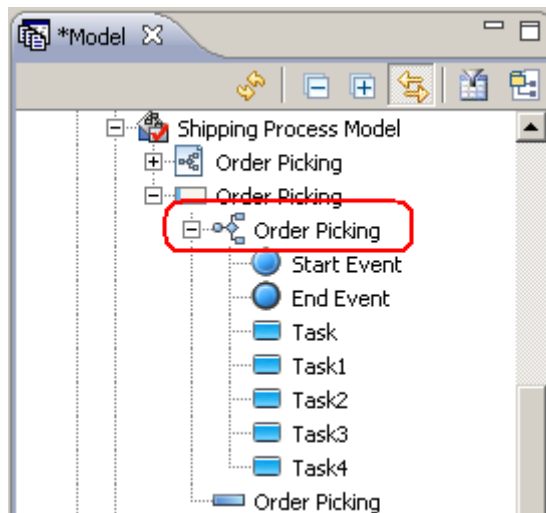 *Model
Shipping Process Model
Order Picking
Order Picking
Order Picking
Start Event
End Event
Task
Task1
Task2
Task3
Task4
Order Picking